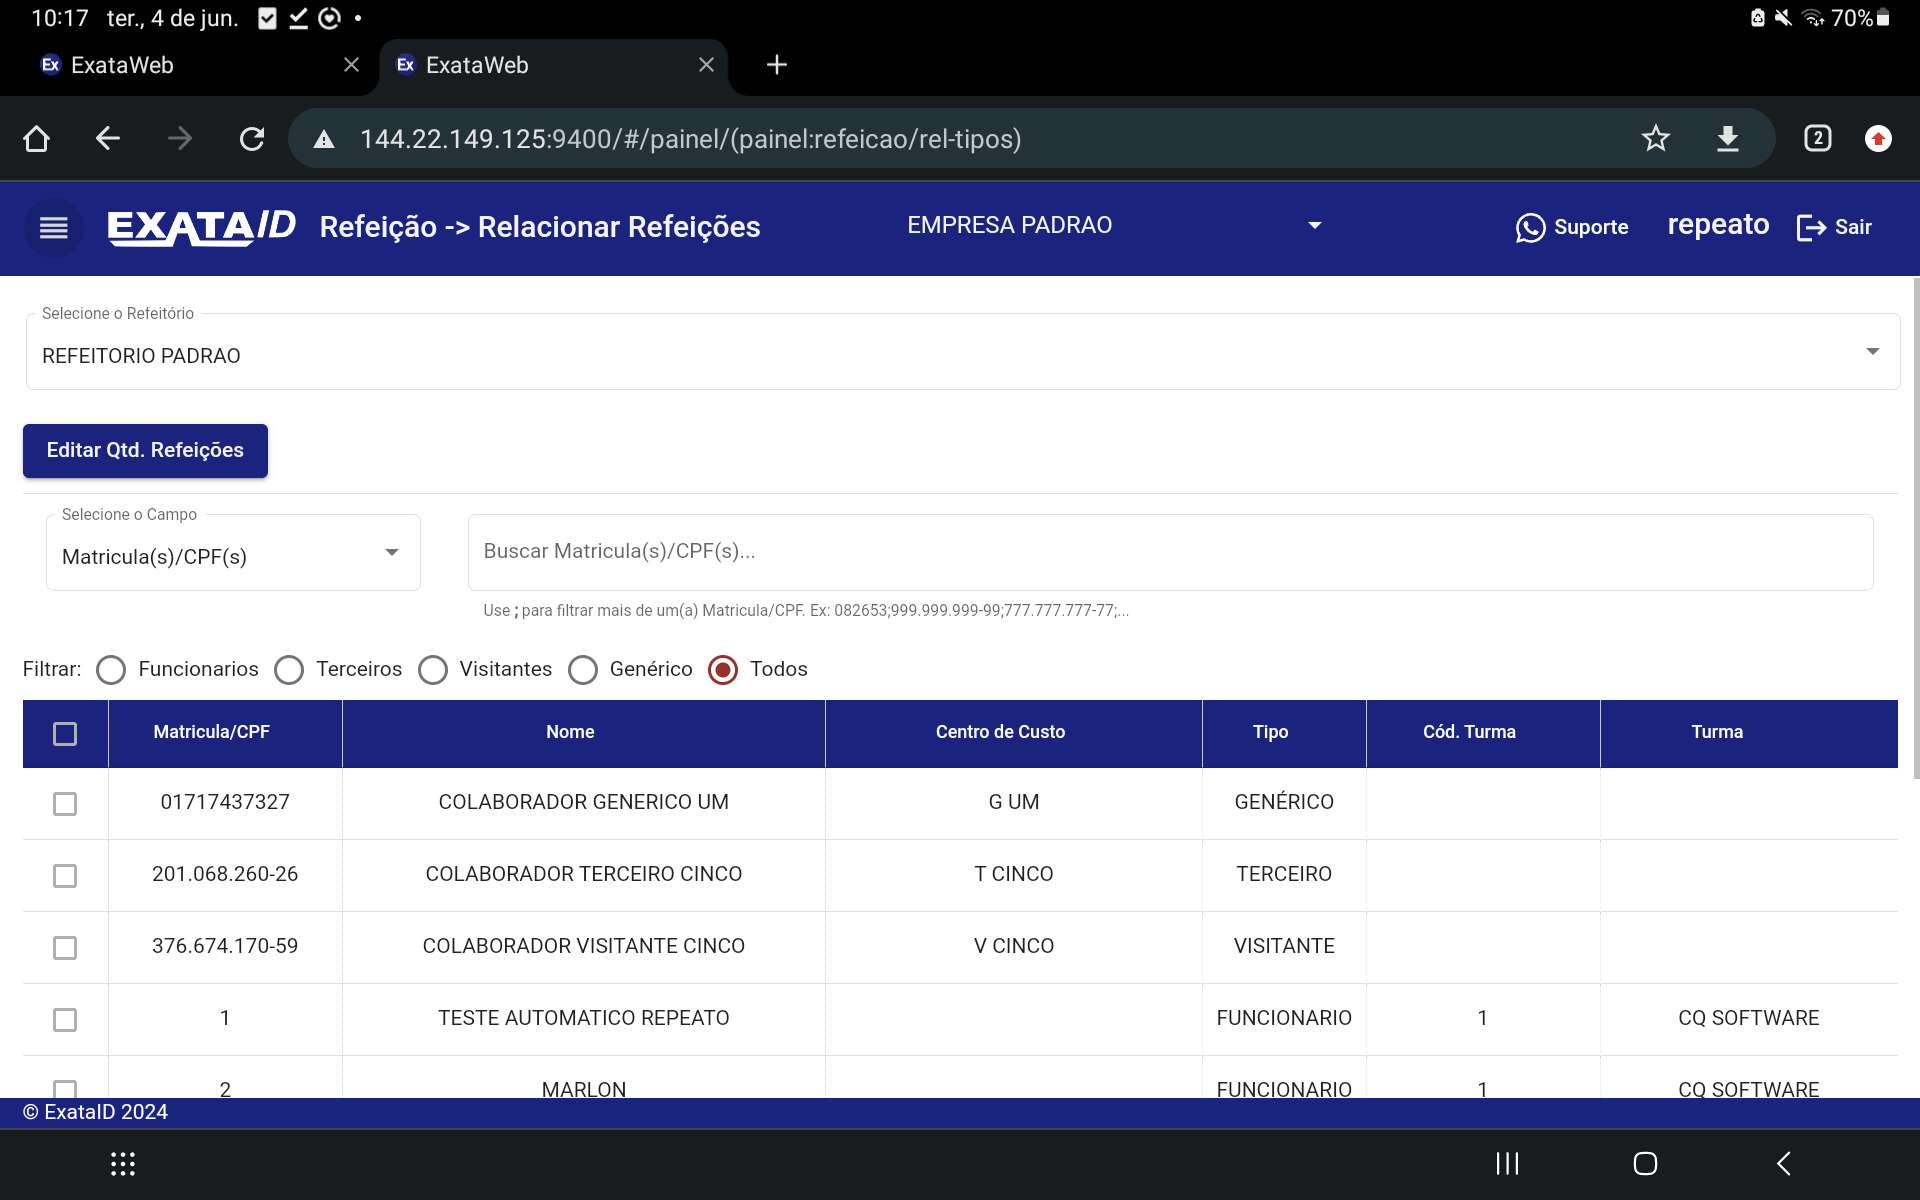 10:17 ter., 4 de jun. 70%
Ex ExataWeb Ex ExataWeb
144.22.149.125:9400/#/painel/(painel:refeicao/rel-tipos) 2
EXATAID Refeição -> Relacionar Refeições EMPRESA PADRAO Suporte repeato Sair
Selecione o Refeitório
REFEITORIO PADRAO
Editar Qtd. Refeições
Selecione o Campo
Matricula(s)/CPF(s) Buscar Matricula(s)/CPF(s)...
Use ; para filtrar mais de um(a) Matricula/CPF. Ex: 082653;999.999.999-99;777.777.777-77;...
Filtrar: Funcionarios Terceiros Visitantes Genérico Todos
Matricula/CPF Nome Centro de Custo Tipo Cód. Turma Turma
01717437327 COLABORADOR GENERICO UM G UM GENÉRICO
201.068.260-26 COLABORADOR TERCEIRO CINCO T CINCO TERCEIRO
376.674.170-59 COLABORADOR VISITANTE CINCO V CINCO VISITANTE
1 TESTE AUTOMATICO REPEATO FUNCIONARIO 1 CQ SOFTWARE
2 MARLON FUNCIONARIO 1 CQ SOFTWARE
© ExataID 2024